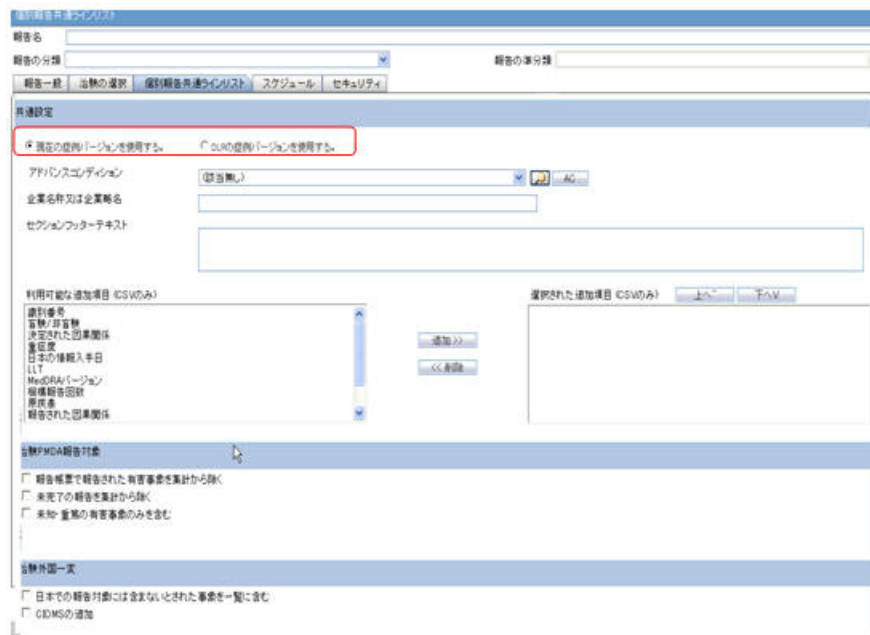 個別報告共通ラインリスト
報告名
報告の分類 報告の準分類
報告一般 治験の選択 個別報告共通ラインリスト スケジュール セキュリティ
共通設定
現在の症例バージョンを使用する。 DLRの症例バージョンを使用する。
アドバンスコンディション (該当無し) AC
企業名称又は企業略名
セクションフッターテキスト
利用可能な追加項目 (CSVのみ) 選択された追加項目 (CSVのみ) 上へ^ 下へV
識別番号
盲験/非盲験
決定された因果関係
重症度
日本の情報入手日
LLT
MedDRAバージョン
機構報告回数
原疾患
報告された因果関係
追加>>
<<削除
治験PMDA報告対象
報告帳票で報告された有害事象を集計から除く
未完了の報告を集計から除く
未知・重篤の有害事象のみを含む
治験外国一変
日本での報告対象には含まないとされた事象を一覧に含む
CIOMSの追加